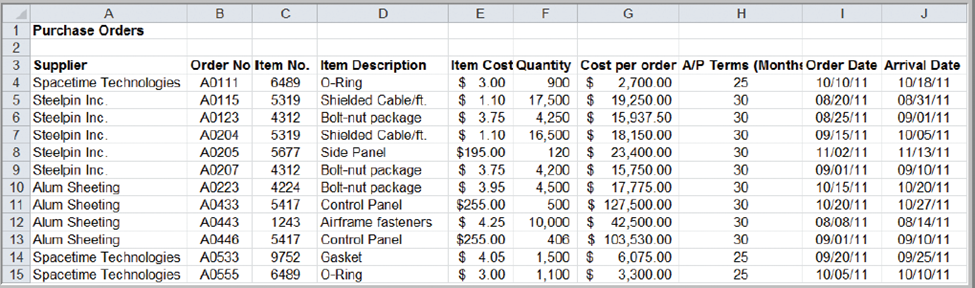 A B C D E F G H I J
1 Purchase Orders
2
3 Supplier Order No Item No. Item Description Item Cost Quantity Cost per order A/P Terms (Months Order Date Arrival Date
4 Spacetime Technologies A0111 6489 O-Ring $ 3.00 900 $ 2,700.00 25 10/10/11 10/18/11
5 Steelpin Inc. A0115 5319 Shielded Cable/ft. $ 1.10 17,500 $ 19,250.00 30 08/20/11 08/31/11
6 Steelpin Inc. A0123 4312 Bolt-nut package $ 3.75 4,250 $ 15,937.50 30 08/25/11 09/01/11
7 Steelpin Inc. A0204 5319 Shielded Cable/ft. $ 1.10 16,500 $ 18,150.00 30 09/15/11 10/05/11
8 Steelpin Inc. A0205 5677 Side Panel $195.00 120 $ 23,400.00 30 11/02/11 11/13/11
9 Steelpin Inc. A0207 4312 Bolt-nut package $ 3.75 4,200 $ 15,750.00 30 09/01/11 09/10/11
10 Alum Sheeting A0223 4224 Bolt-nut package $ 3.95 4,500 $ 17,775.00 30 10/15/11 10/20/11
11 Alum Sheeting A0433 5417 Control Panel $255.00 500 $ 127,500.00 30 10/20/11 10/27/11
12 Alum Sheeting A0443 1243 Airframe fasteners $ 4.25 10,000 $ 42,500.00 30 08/08/11 08/14/11
13 Alum Sheeting A0446 5417 Control Panel $255.00 406 $ 103,530.00 30 09/01/11 09/10/11
14 Spacetime Technologies A0533 9752 Gasket $ 4.05 1,500 $ 6,075.00 25 09/20/11 09/25/11
15 Spacetime Technologies A0555 6489 O-Ring $ 3.00 1,100 $ 3,300.00 25 10/05/11 10/10/11